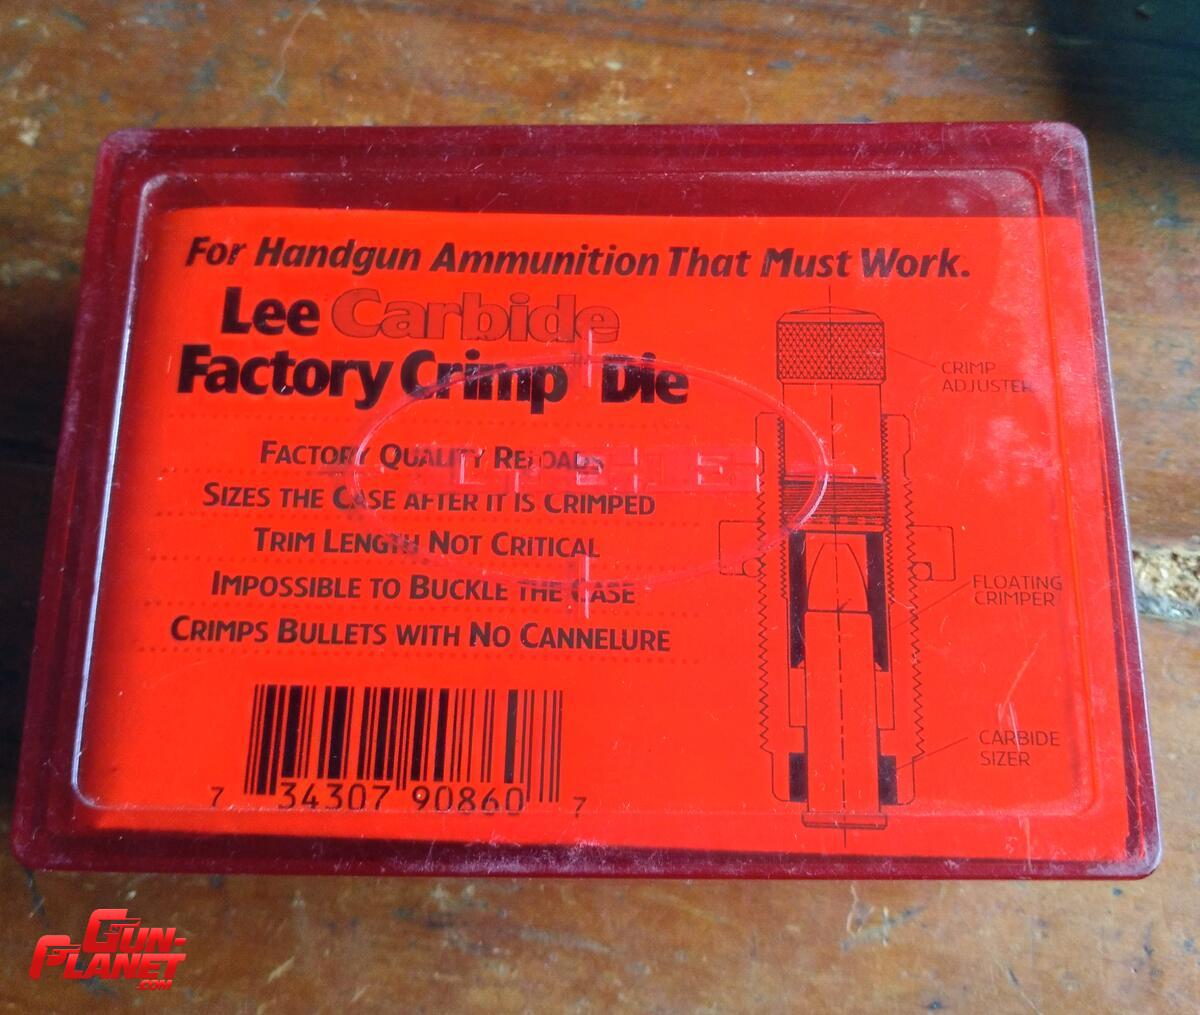 For Handgun Ammunition That Must Work.
Lee Carbide
Factory Crimp Die
FACTORY QUALITY RELOADS
SIZES THE CASE AFTER IT IS CRIMPED
TRIM LENGTH NOT CRITICAL
IMPOSSIBLE TO BUCKLE THE CASE
CRIMPS BULLETS WITH NO CANNELURE
7 34307 90860 7
CRIMP
ADJUSTER
FLOATING
CRIMPER
CARBIDE
SIZER
LEE
GUN-
PLANET
.COM